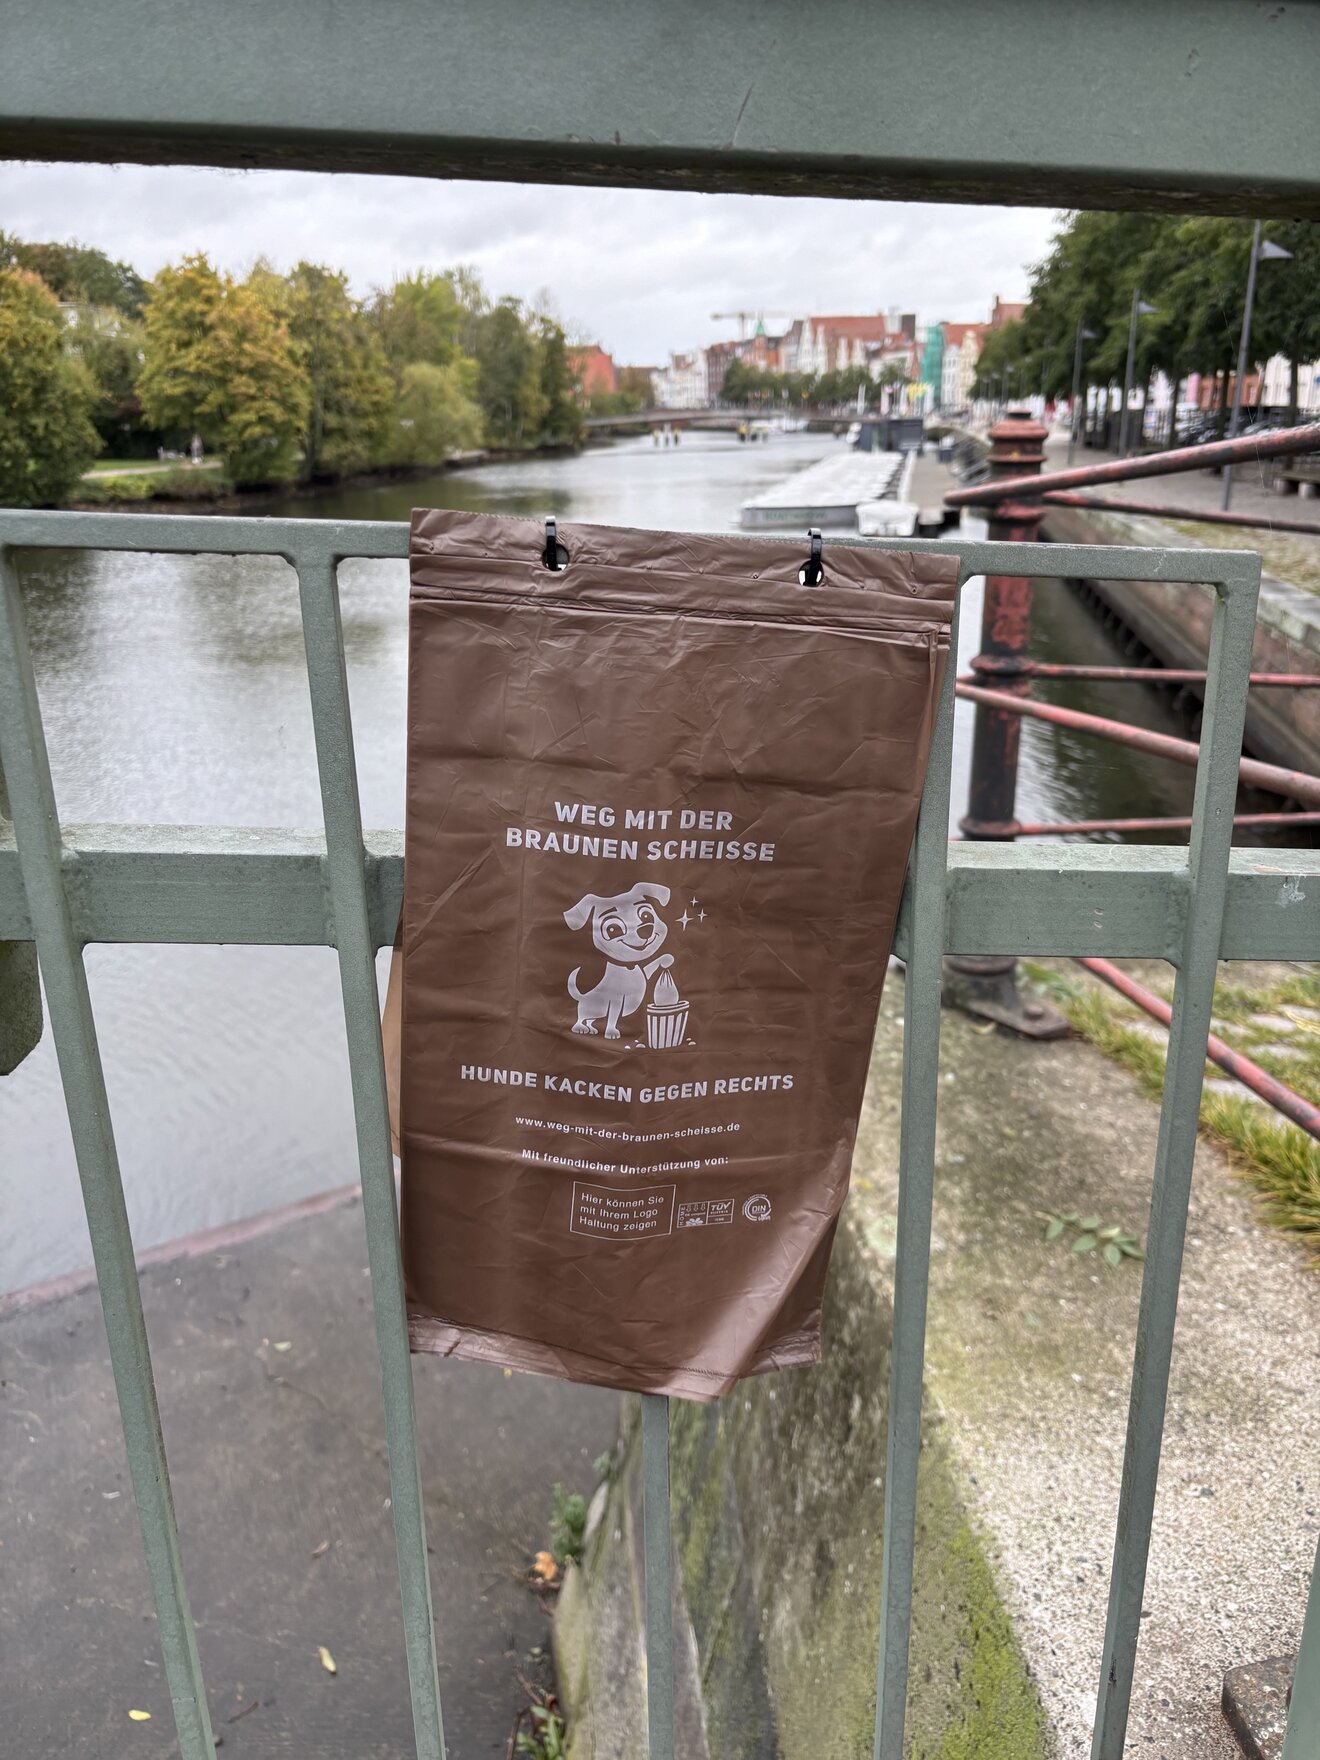 WEG MIT DER
BRAUNEN SCHEISSE
HUNDE KACKEN GEGEN RECHTS
www.weg-mit-der-braunen-scheisse.de
Mit freundlicher Unterstützung von:
Hier können Sie
mit Ihrem Logo
Haltung zeigen
TÜV
DIN